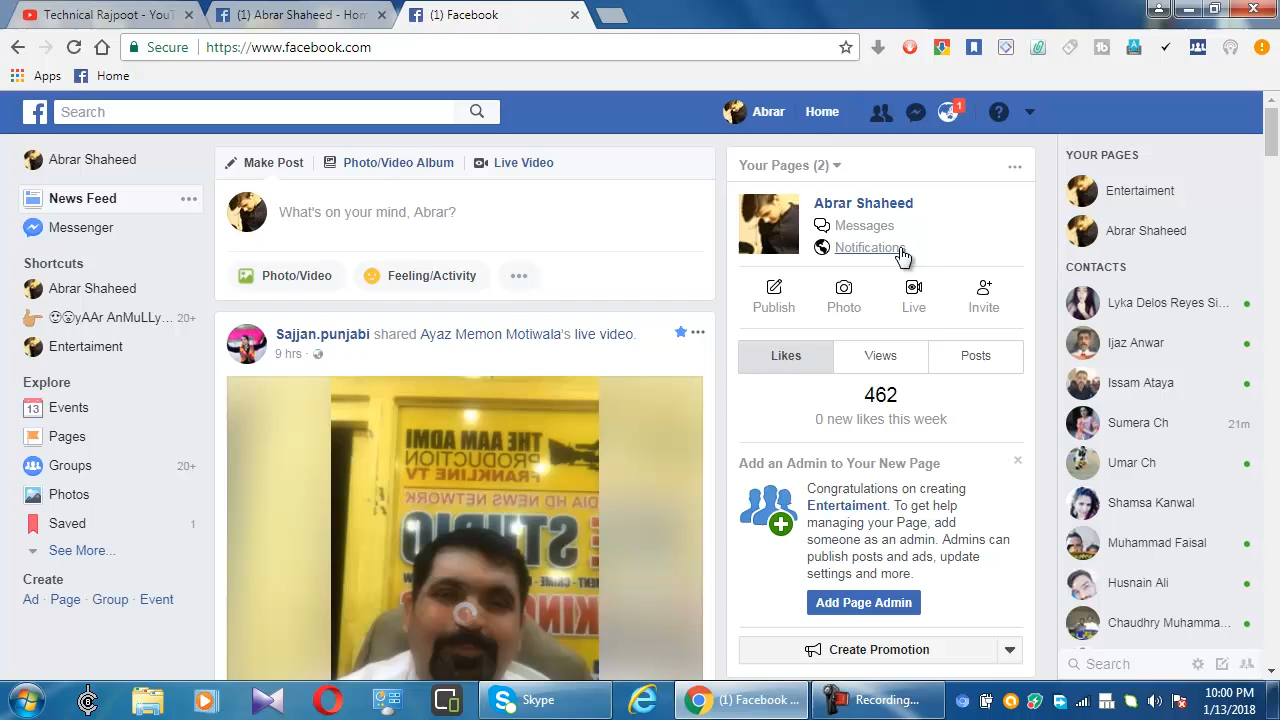 Technical Rajpoot - YouT
(1) Abrar Shaheed - Hom
(1) Facebook
Secure
https://www.facebook.com
Apps
Home
Search
Abrar
Home
1
Abrar Shaheed
News Feed
Messenger
Shortcuts
Abrar Shaheed
yAAr AnMuLLy...
20+
Entertaiment
Explore
13
Events
Pages
Groups
20+
Photos
Saved
1
See More...
Create
Ad · Page · Group · Event
Make Post
Photo/Video Album
Live Video
What's on your mind, Abrar?
Photo/Video
Feeling/Activity
Sajjan.punjabi shared Ayaz Memon Motiwala's live video.
9 hrs ·
THE AAM ADMI
PRODUCTION
FRANKLINE TV
DIA HD NEWS NETWORK
STUDIO
Your Pages (2)
Abrar Shaheed
Messages
Notifications
Publish
Photo
Live
Invite
Likes
Views
Posts
462
0 new likes this week
Add an Admin to Your New Page
Congratulations on creating
Entertaiment. To get help
managing your Page, add
someone as an admin. Admins can
publish posts and ads, update
settings and more.
Add Page Admin
Create Promotion
YOUR PAGES
Entertaiment
Abrar Shaheed
CONTACTS
Lyka Delos Reyes Si...
Ijaz Anwar
Issam Ataya
Sumera Ch
21m
Umar Ch
Shamsa Kanwal
Muhammad Faisal
Husnain Ali
Chaudhry Muhamma...
Search
Skype
(1) Facebook ...
Recording...
10:00 PM
1/13/2018